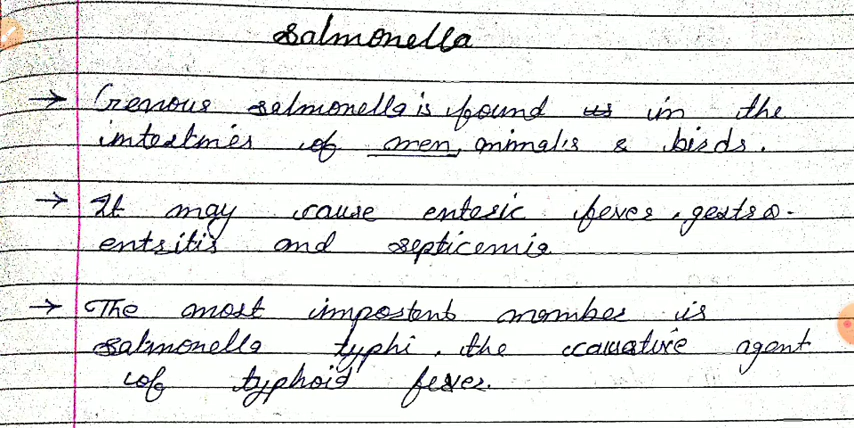 Salmonella
→ Genous salmonella is found in the
intestines of men, animals & birds.
→ It may cause enteric fever, gastro-
entritis and septicemia
→ The most important member is
salmonella typhi, the causative agent
of typhoid fever.